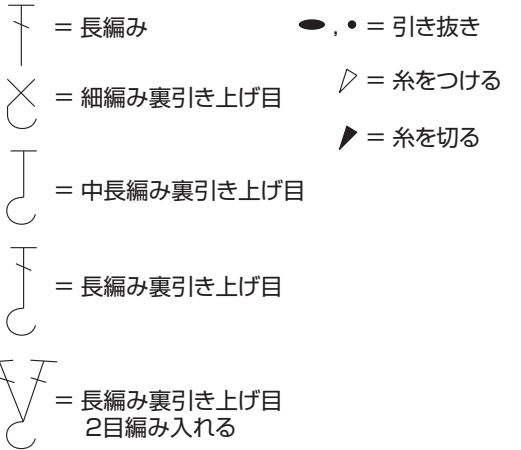 = 長編み
= 細編み裏引き上げ目
= 中長編み裏引き上げ目
= 長編み裏引き上げ目
= 長編み裏引き上げ目
2目編み入れる
, = 引き抜き
= 糸をつける
= 糸を切る